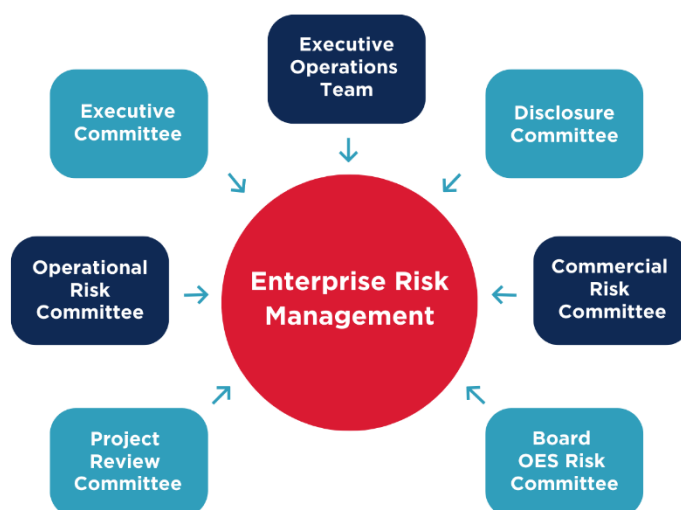 Executive
Operations
Team
Executive
Committee
Disclosure
Committee
Operational
Risk
Committee
Enterprise Risk
Management
Commercial
Risk
Committee
Project
Review
Committee
Board
OES Risk
Committee